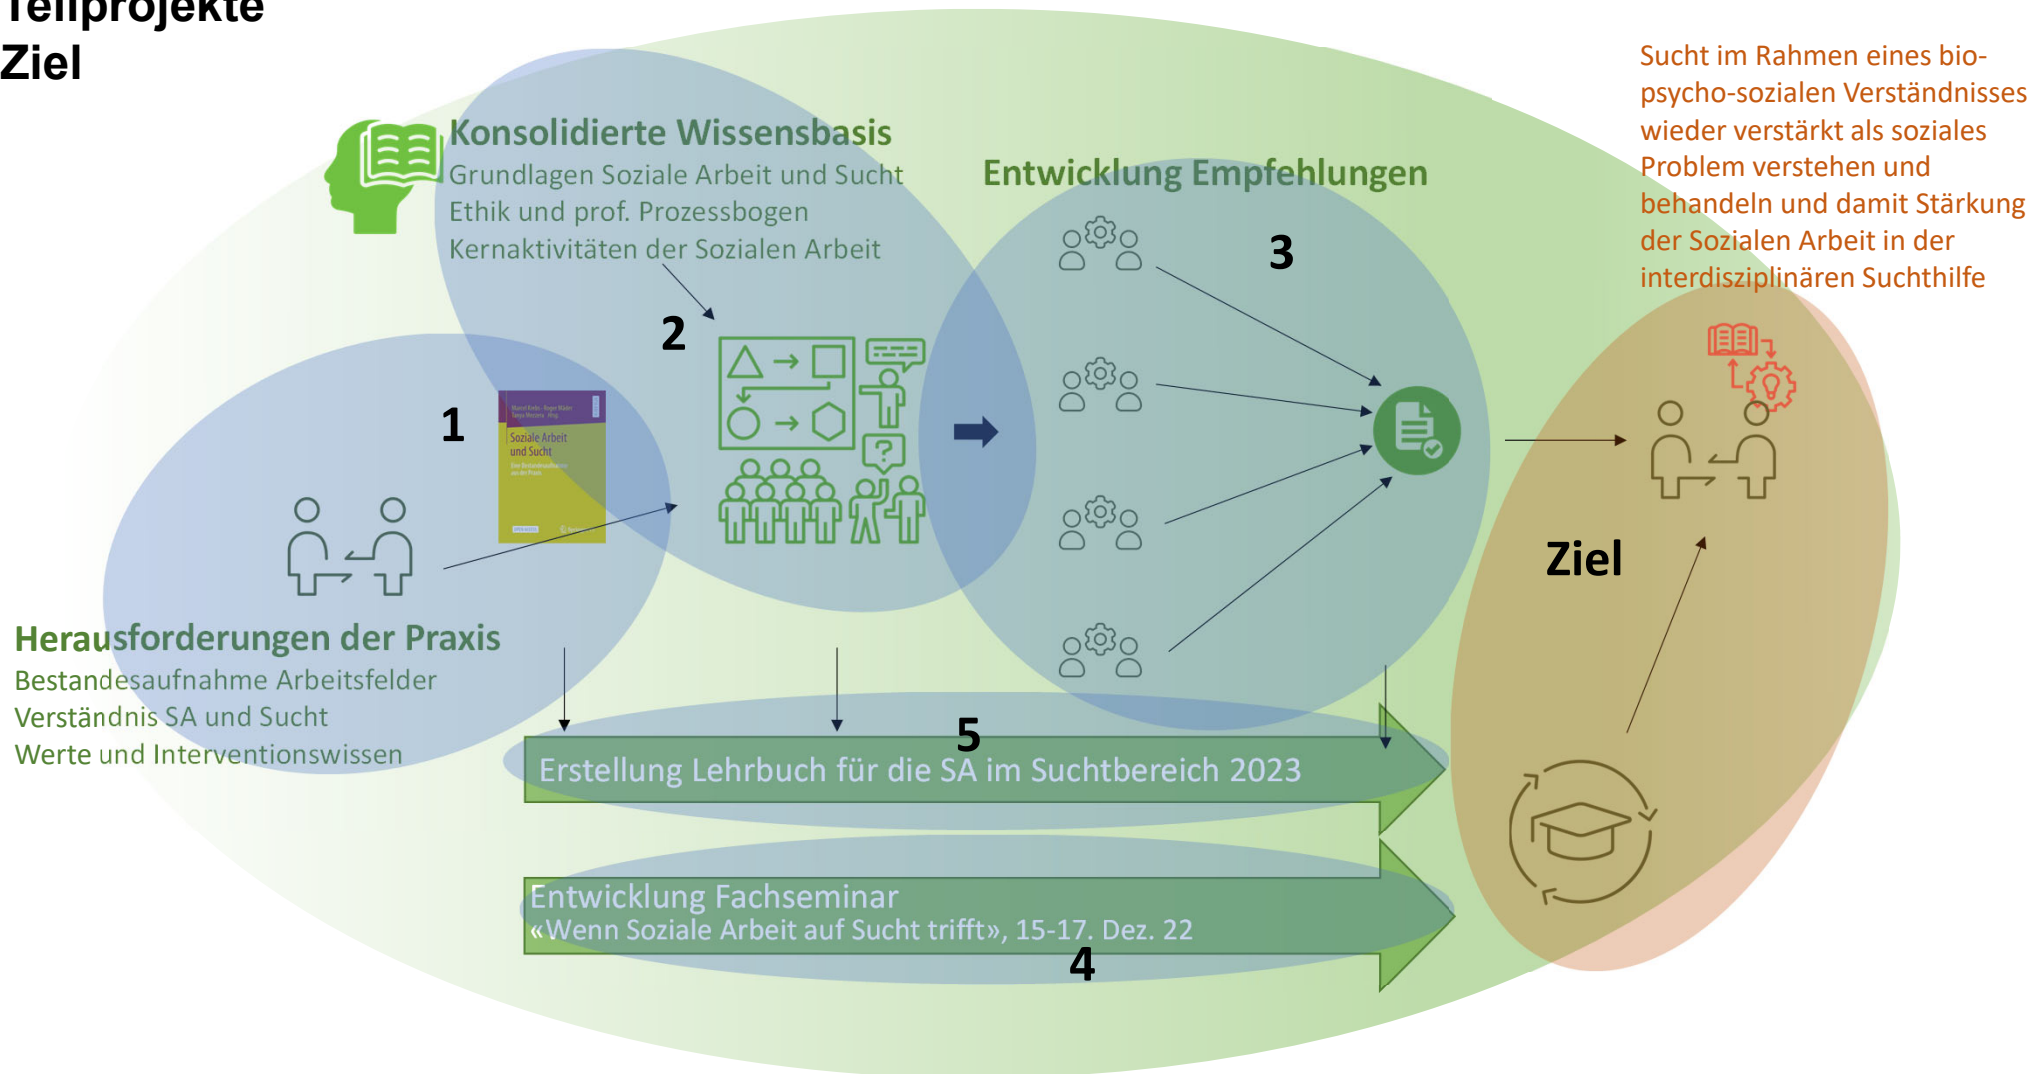 Teilprojekte
Ziel
Sucht im Rahmen eines bio-
psycho-sozialen Verständnisses
wieder verstärkt als soziales
Problem verstehen und
behandeln und damit Stärkung
der Sozialen Arbeit in der
interdisziplinären Suchthilfe
Konsolidierte Wissensbasis
Grundlagen Soziale Arbeit und Sucht
Ethik und prof. Prozessbogen
Kernaktivitäten der Sozialen Arbeit
Entwicklung Empfehlungen
3
2
1
Soziale Arbeit
und Sucht
?
Ziel
Herausforderungen der Praxis
Bestandesaufnahme Arbeitsfelder
Verständnis SA und Sucht
Werte und Interventionswissen
5
Erstellung Lehrbuch für die SA im Suchtbereich 2023
Entwicklung Fachseminar
«Wenn Soziale Arbeit auf Sucht trifft», 15-17. Dez. 22
4